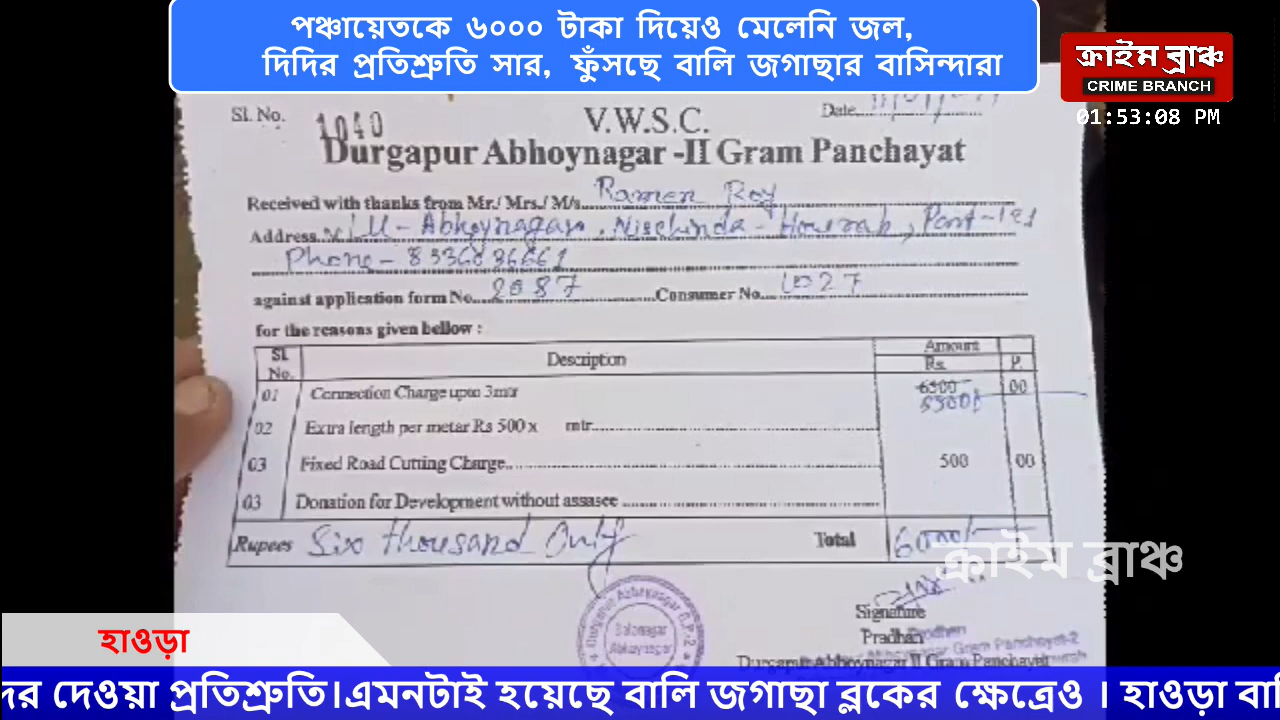 পঞ্চায়েতকে ৬০০০ টাকা দিয়েও মেলেনি জল,
দিদির প্রতিশ্রুতি সার, ফুঁসছে বালি জগাছার বাসিন্দারা
ক্রাইম ব্রাঞ্চ
CRIME BRANCH
01:53:08 PM
Sl. No. 1040
V.W.S.C.
Date
Durgapur Abhoynagar -II Gram Panchayat
Received with thanks from Mr./ Mrs./ M/s. Ramen Roy
Address Abhoynagar, Nischinda - Howrah,
Phone -
against application form No. 2087 Consumer No. 1027
for the reasons given bellow :
Sl. No. Description Amount Rs. P.
01 Connection Charge upto 3mtr 6500 00
5500/-
02 Extra length per metar Rs 500 x mtr.
03 Fixed Road Cutting Charge 500 00
03 Donation for Development without assasee
Rupees Six thousand Only Total 6000/-
ক্রাইম ব্রাঞ্চ
Signature
Pradhan
Durgapur Abhoynagar II Gram Panchayat
হাওড়া
দের দেওয়া প্রতিশ্রুতি।এমনটাই হয়েছে বালি জগাছা ব্লকের ক্ষেত্রেও । হাওড়া